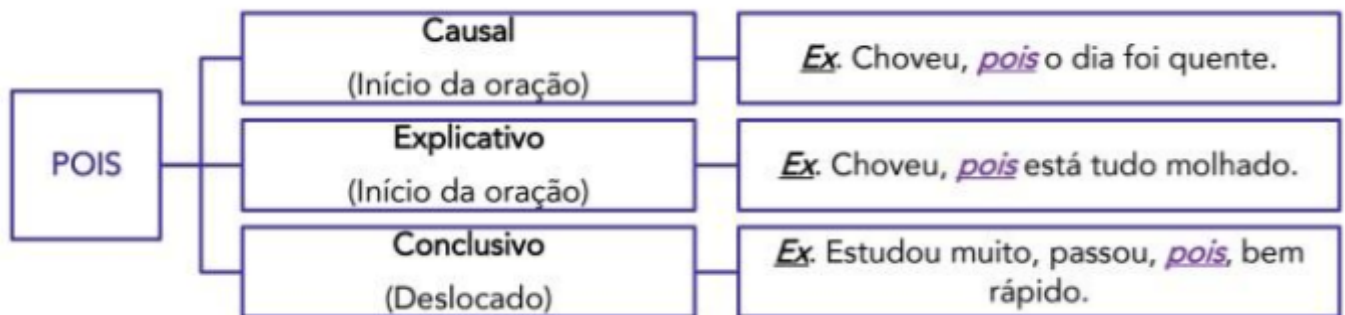 POIS
Causal
(Início da oração)
Ex. Choveu, pois o dia foi quente.
Explicativo
(Início da oração)
Ex. Choveu, pois está tudo molhado.
Conclusivo
(Deslocado)
Ex. Estudou muito, passou, pois, bem
rápido.